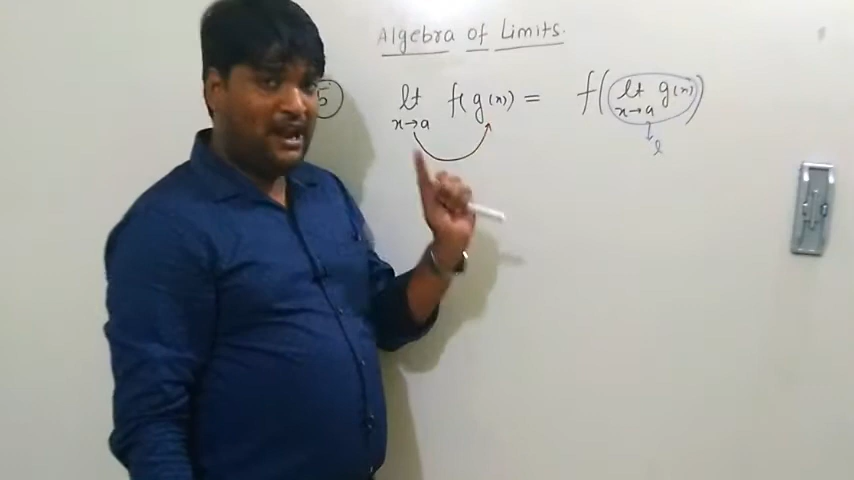 Algebra of Limits.
5 lt f(g(x)) = f(lt g(x))
x→a x→a
l